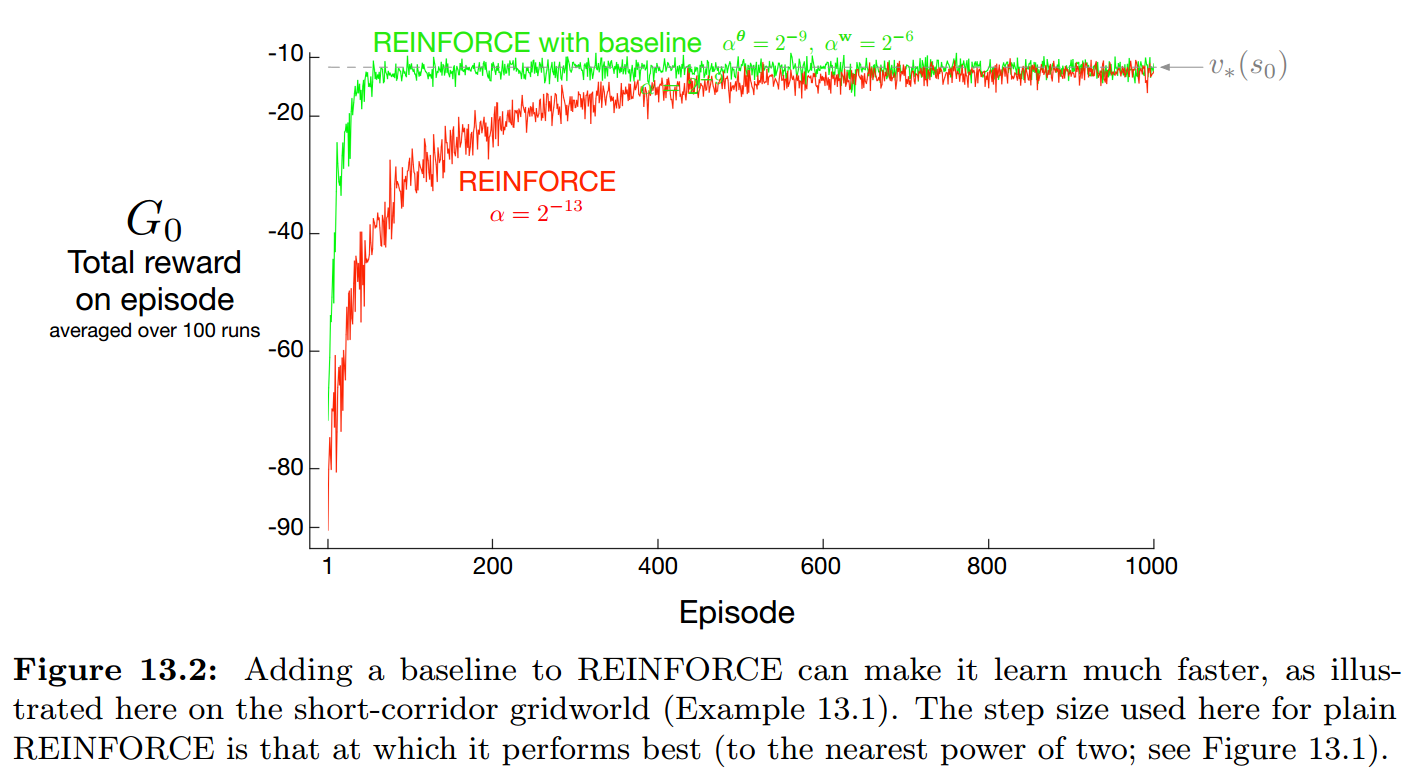 REINFORCE with baseline α^θ = 2^−9, α^w = 2^−6
-10
v∗(s0)
-20
REINFORCE
α = 2^−13
G0
Total reward
on episode
averaged over 100 runs
-40
-60
-80
-90
1 200 400 600 800 1000
Episode
Figure 13.2: Adding a baseline to REINFORCE can make it learn much faster, as illus-
trated here on the short-corridor gridworld (Example 13.1). The step size used here for plain
REINFORCE is that at which it performs best (to the nearest power of two; see Figure 13.1).